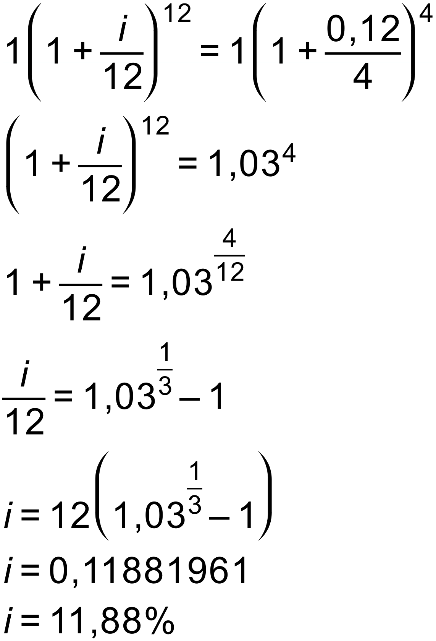 1(1 + i/12)^12 = 1(1 + 0,12/4)^4
(1 + i/12)^12 = 1,03^4
1 + i/12 = 1,03^(4/12)
i/12 = 1,03^(1/3) – 1
i = 12(1,03^(1/3) – 1)
i = 0,11881961
i = 11,88%